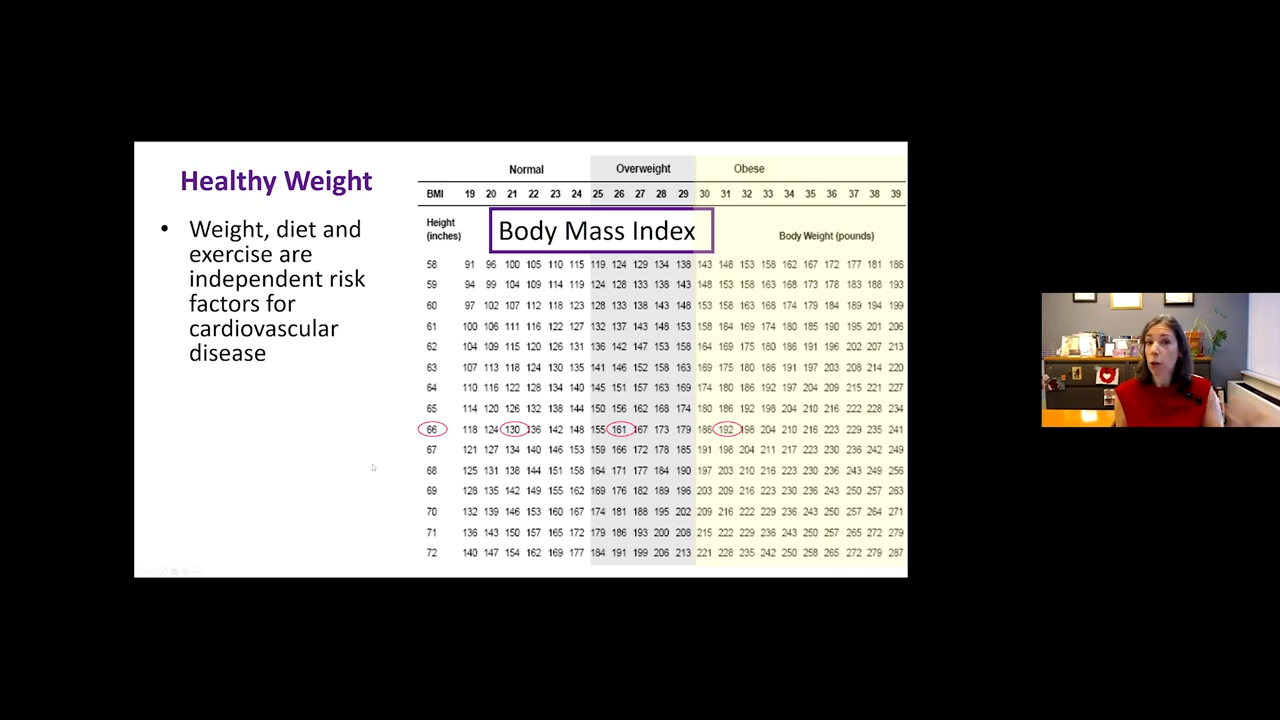 Healthy Weight
• Weight, diet and
exercise are
independent risk
factors for
cardiovascular
disease
Normal Overweight Obese
BMI 19 20 21 22 23 24 25 26 27 28 29 30 31 32 33 34 35 36 37 38 39
Height
(inches)
Body Mass Index
Body Weight (pounds)
58 91 96 100 105 110 115 119 124 129 134 138 143 148 153 158 162 167 172 177 181 186
59 94 99 104 109 114 119 124 128 133 138 143 148 153 158 163 168 173 178 183 188 193
60 97 102 107 112 118 123 128 133 138 143 148 153 158 163 168 174 179 184 189 194 199
61 100 106 111 116 122 127 132 137 143 148 153 158 164 169 174 180 185 190 195 201 206
62 104 109 115 120 126 131 136 142 147 153 158 164 169 175 180 186 191 196 202 207 213
63 107 113 118 124 130 135 141 146 152 158 163 169 175 180 186 191 197 203 208 214 220
64 110 116 122 128 134 140 145 151 157 163 169 174 180 186 192 197 204 209 215 221 227
65 114 120 126 132 138 144 150 156 162 168 174 180 186 192 198 204 210 216 222 228 234
66 118 124 130 136 142 148 155 161 167 173 179 186 192 198 204 210 216 223 229 235 241
67 121 127 134 140 146 153 159 166 172 178 185 191 198 204 211 217 223 230 236 242 249
68 125 131 138 144 151 158 164 171 177 184 190 197 203 210 216 223 230 236 243 249 256
69 128 135 142 149 155 162 169 176 182 189 196 203 209 216 223 230 236 243 250 257 263
70 132 139 146 153 160 167 174 181 188 195 202 209 216 222 229 236 243 250 257 264 271
71 136 143 150 157 165 172 179 186 193 200 208 215 222 229 236 243 250 257 265 272 279
72 140 147 154 162 169 177 184 191 199 206 213 221 228 235 242 250 258 265 272 279 287